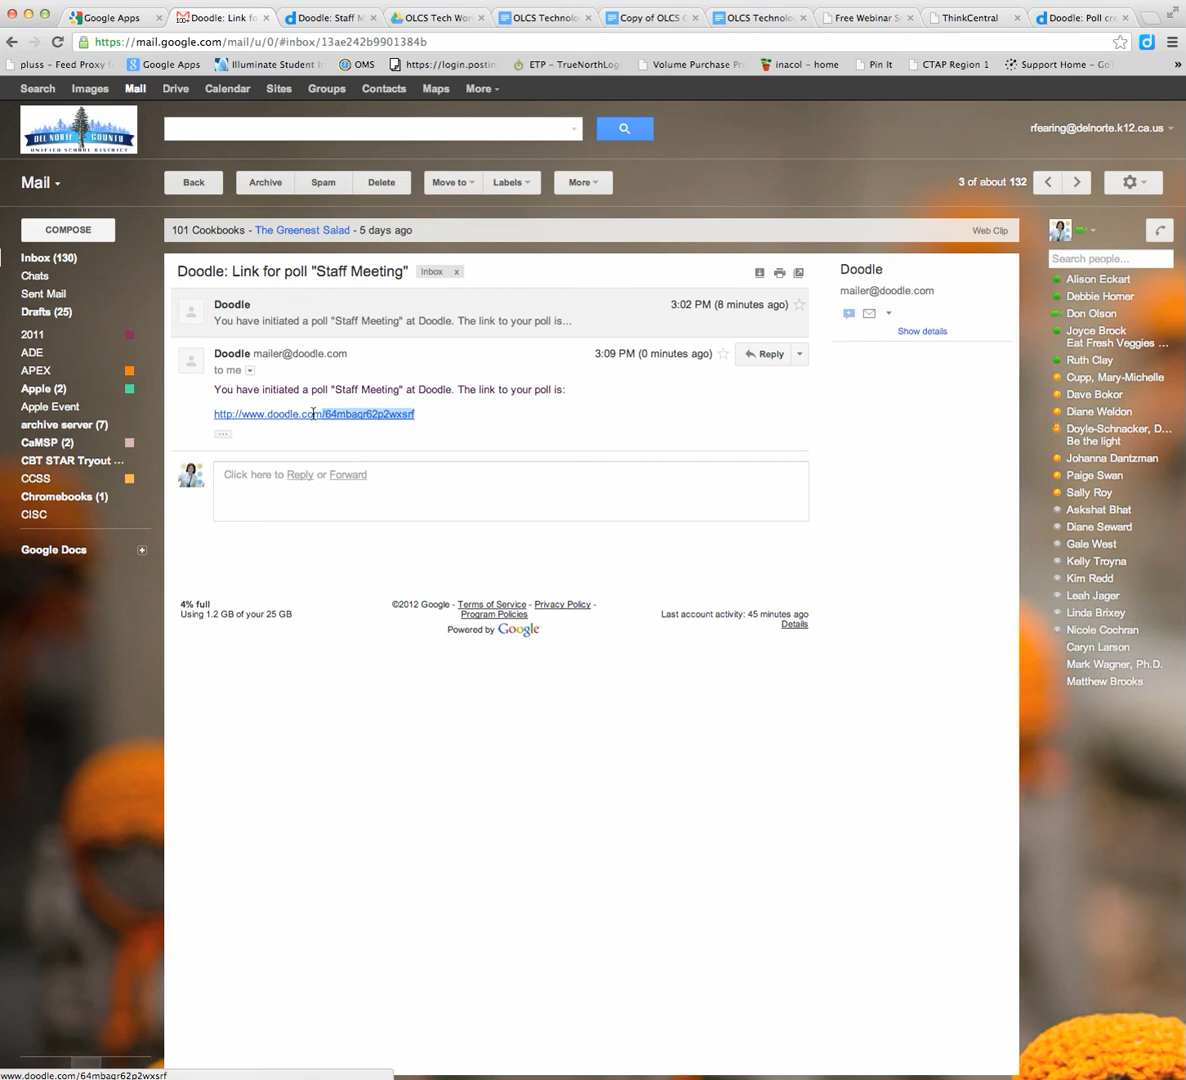 Google Apps
Doodle: Link for
Doodle: Staff M
OLCS Tech Wor
OLCS Technolo
Copy of OLCS C
OLCS Technolo
Free Webinar S
ThinkCentral
Doodle: Poll cre
https://mail.google.com/mail/u/0/#inbox/13ae242b9901384b
pluss - Feed Proxy
Google Apps
Illuminate Student I
OMS
https://login.postin
ETP - TrueNorthLog
Volume Purchase Pr
inacol - home
Pin It
CTAP Region 1
Support Home - GoT
»
Search Images Mail Drive Calendar Sites Groups Contacts Maps More
DEL NORTE COUNTY
UNIFIED SCHOOL DISTRICT
rfearing@delnorte.k12.ca.us
Mail
Back Archive Spam Delete Move to Labels More
3 of about 132
COMPOSE
Inbox (130)
Chats
Sent Mail
Drafts (25)
2011
ADE
APEX
Apple (2)
Apple Event
archive server (7)
CaMSP (2)
CBT STAR Tryout ...
CCSS
Chromebooks (1)
CISC
Google Docs
101 Cookbooks - The Greenest Salad - 5 days ago
Web Clip
Doodle: Link for poll "Staff Meeting"
Inbox x
Doodle
3:02 PM (8 minutes ago)
You have initiated a poll "Staff Meeting" at Doodle. The link to your poll is...
Doodle mailer@doodle.com
3:09 PM (0 minutes ago)
Reply
to me
You have initiated a poll "Staff Meeting" at Doodle. The link to your poll is:
http://www.doodle.com/64mbaqr62p2wxsrf
Click here to Reply or Forward
4% full
Using 1.2 GB of your 25 GB
©2012 Google - Terms of Service - Privacy Policy -
Program Policies
Powered by Google
Last account activity: 45 minutes ago
Details
Doodle
mailer@doodle.com
Show details
Search people...
Alison Eckart
Debbie Horner
Don Olson
Joyce Brock
Eat Fresh Veggies ...
Ruth Clay
Cupp, Mary-Michelle
Dave Bokor
Diane Weldon
Doyle-Schnacker, D...
Be the light
Johanna Dantzman
Paige Swan
Sally Roy
Askshat Bhat
Diane Seward
Gale West
Kelly Troyna
Kim Redd
Leah Jager
Linda Brixey
Nicole Cochran
Caryn Larson
Mark Wagner, Ph.D.
Matthew Brooks
www.doodle.com/64mbaqr62p2wxsrf